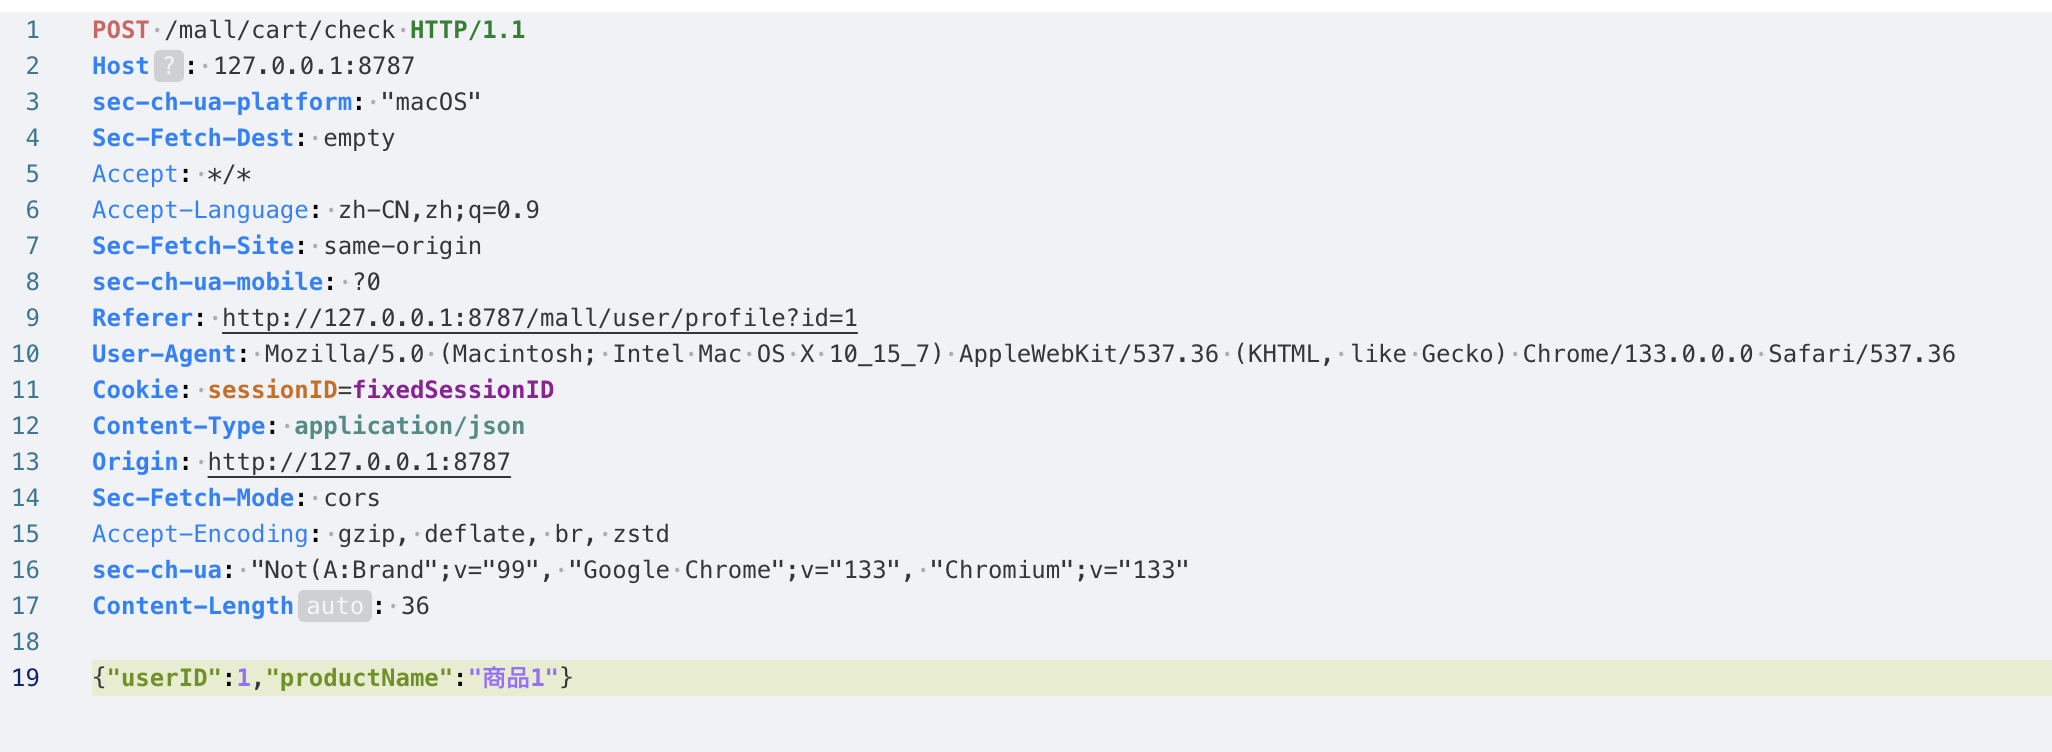 1 POST /mall/cart/check HTTP/1.1
2 Host ? : 127.0.0.1:8787
3 sec-ch-ua-platform: "macOS"
4 Sec-Fetch-Dest: empty
5 Accept: */*
6 Accept-Language: zh-CN,zh;q=0.9
7 Sec-Fetch-Site: same-origin
8 sec-ch-ua-mobile: ?0
9 Referer: http://127.0.0.1:8787/mall/user/profile?id=1
10 User-Agent: Mozilla/5.0 (Macintosh; Intel Mac OS X 10_15_7) AppleWebKit/537.36 (KHTML, like Gecko) Chrome/133.0.0.0 Safari/537.36
11 Cookie: sessionID=fixedSessionID
12 Content-Type: application/json
13 Origin: http://127.0.0.1:8787
14 Sec-Fetch-Mode: cors
15 Accept-Encoding: gzip, deflate, br, zstd
16 sec-ch-ua: "Not(A:Brand";v="99", "Google Chrome";v="133", "Chromium";v="133"
17 Content-Length auto : 36
18
19 {"userID":1,"productName":"商品1"}